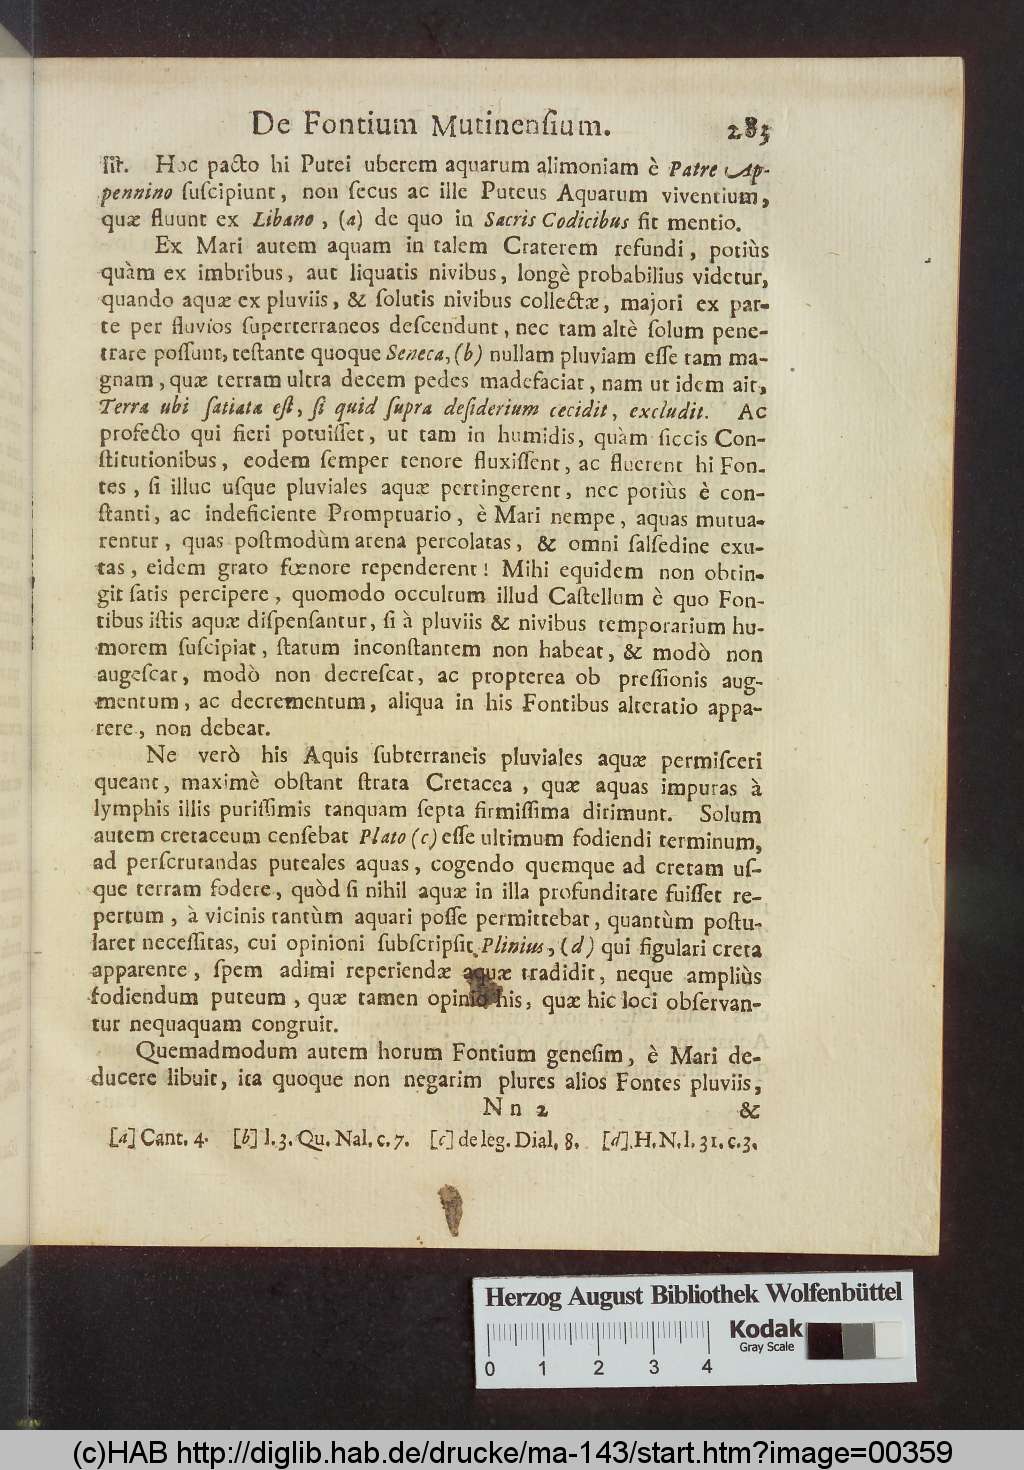 De Fontium Mutinenſium. 283
ſit. Hoc pacto hi Putei uberem aquarum alimoniam è Patre Ap-
pennino ſuſcipiunt, non ſecus ac ille Puteus Aquarum viventium,
quæ fluunt ex Libano, (a) de quo in Sacris Codicibus fit mentio.
Ex Mari autem aquam in talem Craterem refundi, potiùs
quàm ex imbribus, aut liquatis nivibus, longè probabilius videtur,
quando aquæ ex pluviis, & ſolutis nivibus collectæ, majori ex par-
te per fluvios ſuperterraneos deſcendunt, nec tam altè ſolum pene-
trare poſſunt, teſtante quoque Seneca, (b) nullam pluviam eſſe tam ma-
gnam, quæ terram ultra decem pedes madefaciat, nam ut idem ait,
Terra ubi ſatiata eſt, ſi quid ſupra deſiderium cecidit, excludit. Ac
profecto qui fieri potuiſſet, ut tam in humidis, quàm ſiccis Con-
ſtitutionibus, eodem ſemper tenore fluxiſſent, ac fluerent hi Fon-
tes, ſi illuc uſque pluviales aquæ pertingerent, nec potiùs è con-
ſtanti, ac indeficiente Promptuario, è Mari nempe, aquas mutua-
rentur, quas poſtmodùm arena percolatas, & omni ſalſedine exu-
tas, eidem grato fœnore rependerent! Mihi equidem non obtin-
git ſatis percipere, quomodo occultum illud Caſtellum è quo Fon-
tibus iſtis aquæ diſpenſantur, ſi à pluviis & nivibus temporarium hu-
morem ſuſcipiat, ſtatum inconſtantem non habeat, & modò non
augeſcat, modò non decreſcat, ac propterea ob preſſionis aug-
mentum, ac decrementum, aliqua in his Fontibus alteratio appa-
rere, non debeat.
Ne verò his Aquis ſubterraneis pluviales aquæ permiſceri
queant, maximè obſtant ſtrata Cretacea, quæ aquas impuras à
lymphis illis puriſſimis tanquam ſepta firmiſſima dirimunt. Solum
autem cretaceum cenſebat Plato (c) eſſe ultimum fodiendi terminum,
ad perſcrutandas puteales aquas, cogendo quemque ad cretam uſ-
que terram fodere, quòd ſi nihil aquæ in illa profunditate fuiſſet re-
pertum, à vicinis tantùm aquari poſſe permittebat, quantùm poſtu-
laret neceſſitas, cui opinioni ſubſcripſit Plinius, (d) qui figulari creta
apparente, ſpem adimi reperiendæ aquæ tradidit, neque ampliùs
fodiendum puteum, quæ tamen opinio his, quæ hic loci obſervan-
tur nequaquam congruit.
Quemadmodum autem horum Fontium geneſim, è Mari de-
ducere libuit, ita quoque non negarim plures alios Fontes pluviis,
N n 2 &
[a] Cant. 4. [b] l. 3. Qu. Nal. c. 7. [c] de leg. Dial. 8. [d] H. N. l. 31. c. 3.
Herzog August Bibliothek Wolfenbüttel
Kodak
Gray Scale
0 1 2 3 4
(c)HAB http://diglib.hab.de/drucke/ma-143/start.htm?image=00359